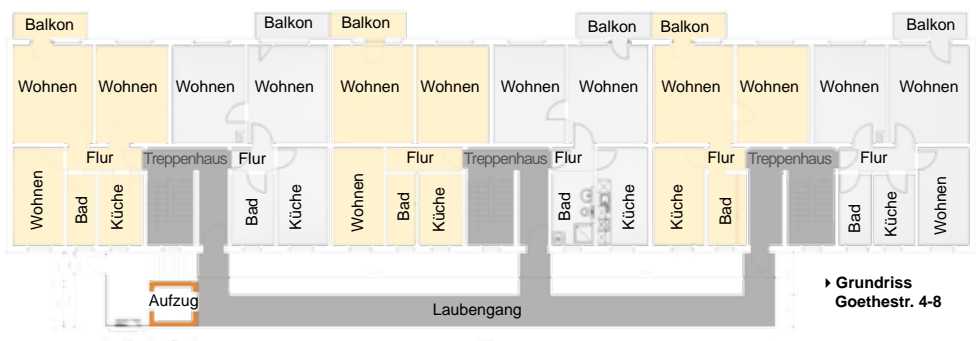 Balkon Balkon Balkon Balkon Balkon Balkon
Wohnen Wohnen Wohnen Wohnen Wohnen Wohnen Wohnen Wohnen Wohnen Wohnen Wohnen Wohnen
Flur Treppenhaus Flur Flur Treppenhaus Flur Flur Treppenhaus Flur
Wohnen Bad Küche Bad Küche Wohnen Bad Küche Bad Küche Küche Bad Bad Küche Wohnen
Aufzug
Laubengang
Grundriss
Goethestr. 4-8